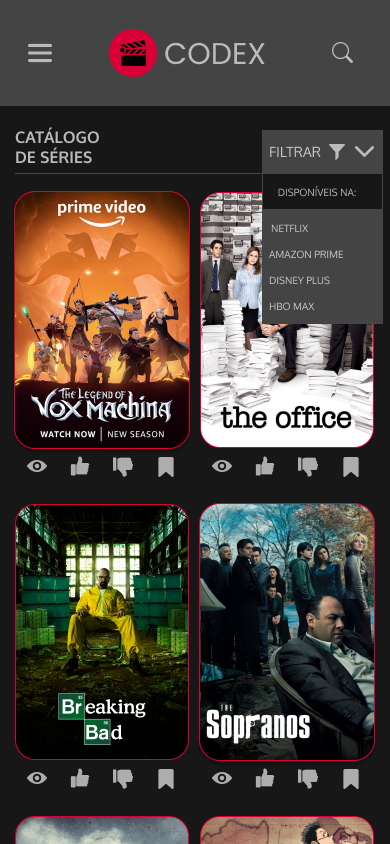 CODEX
CATÁLOGO
DE SÉRIES
FILTRAR
DISPONÍVEIS NA:
NETFLIX
AMAZON PRIME
DISNEY PLUS
HBO MAX
prime video
THE LEGEND OF
VOX MACHINA
WATCH NOW | NEW SEASON
the office
Breaking
Bad
THE
Sopranos